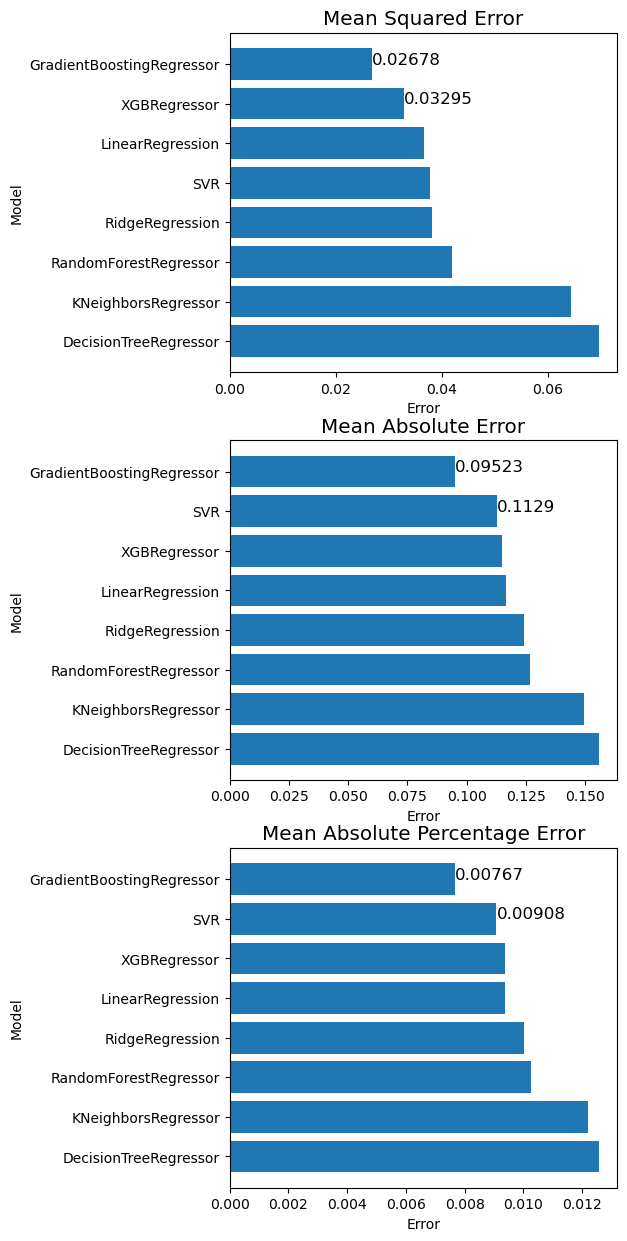 Mean Squared Error
GradientBoostingRegressor
0.02678
XGBRegressor
0.03295
LinearRegression
SVR
RidgeRegression
RandomForestRegressor
KNeighborsRegressor
DecisionTreeRegressor
Model
0.00 0.02 0.04 0.06
Error
Mean Absolute Error
GradientBoostingRegressor
0.09523
SVR
0.1129
XGBRegressor
LinearRegression
RidgeRegression
RandomForestRegressor
KNeighborsRegressor
DecisionTreeRegressor
Model
0.000 0.025 0.050 0.075 0.100 0.125 0.150
Error
Mean Absolute Percentage Error
GradientBoostingRegressor
0.00767
SVR
0.00908
XGBRegressor
LinearRegression
RidgeRegression
RandomForestRegressor
KNeighborsRegressor
DecisionTreeRegressor
Model
0.000 0.002 0.004 0.006 0.008 0.010 0.012
Error